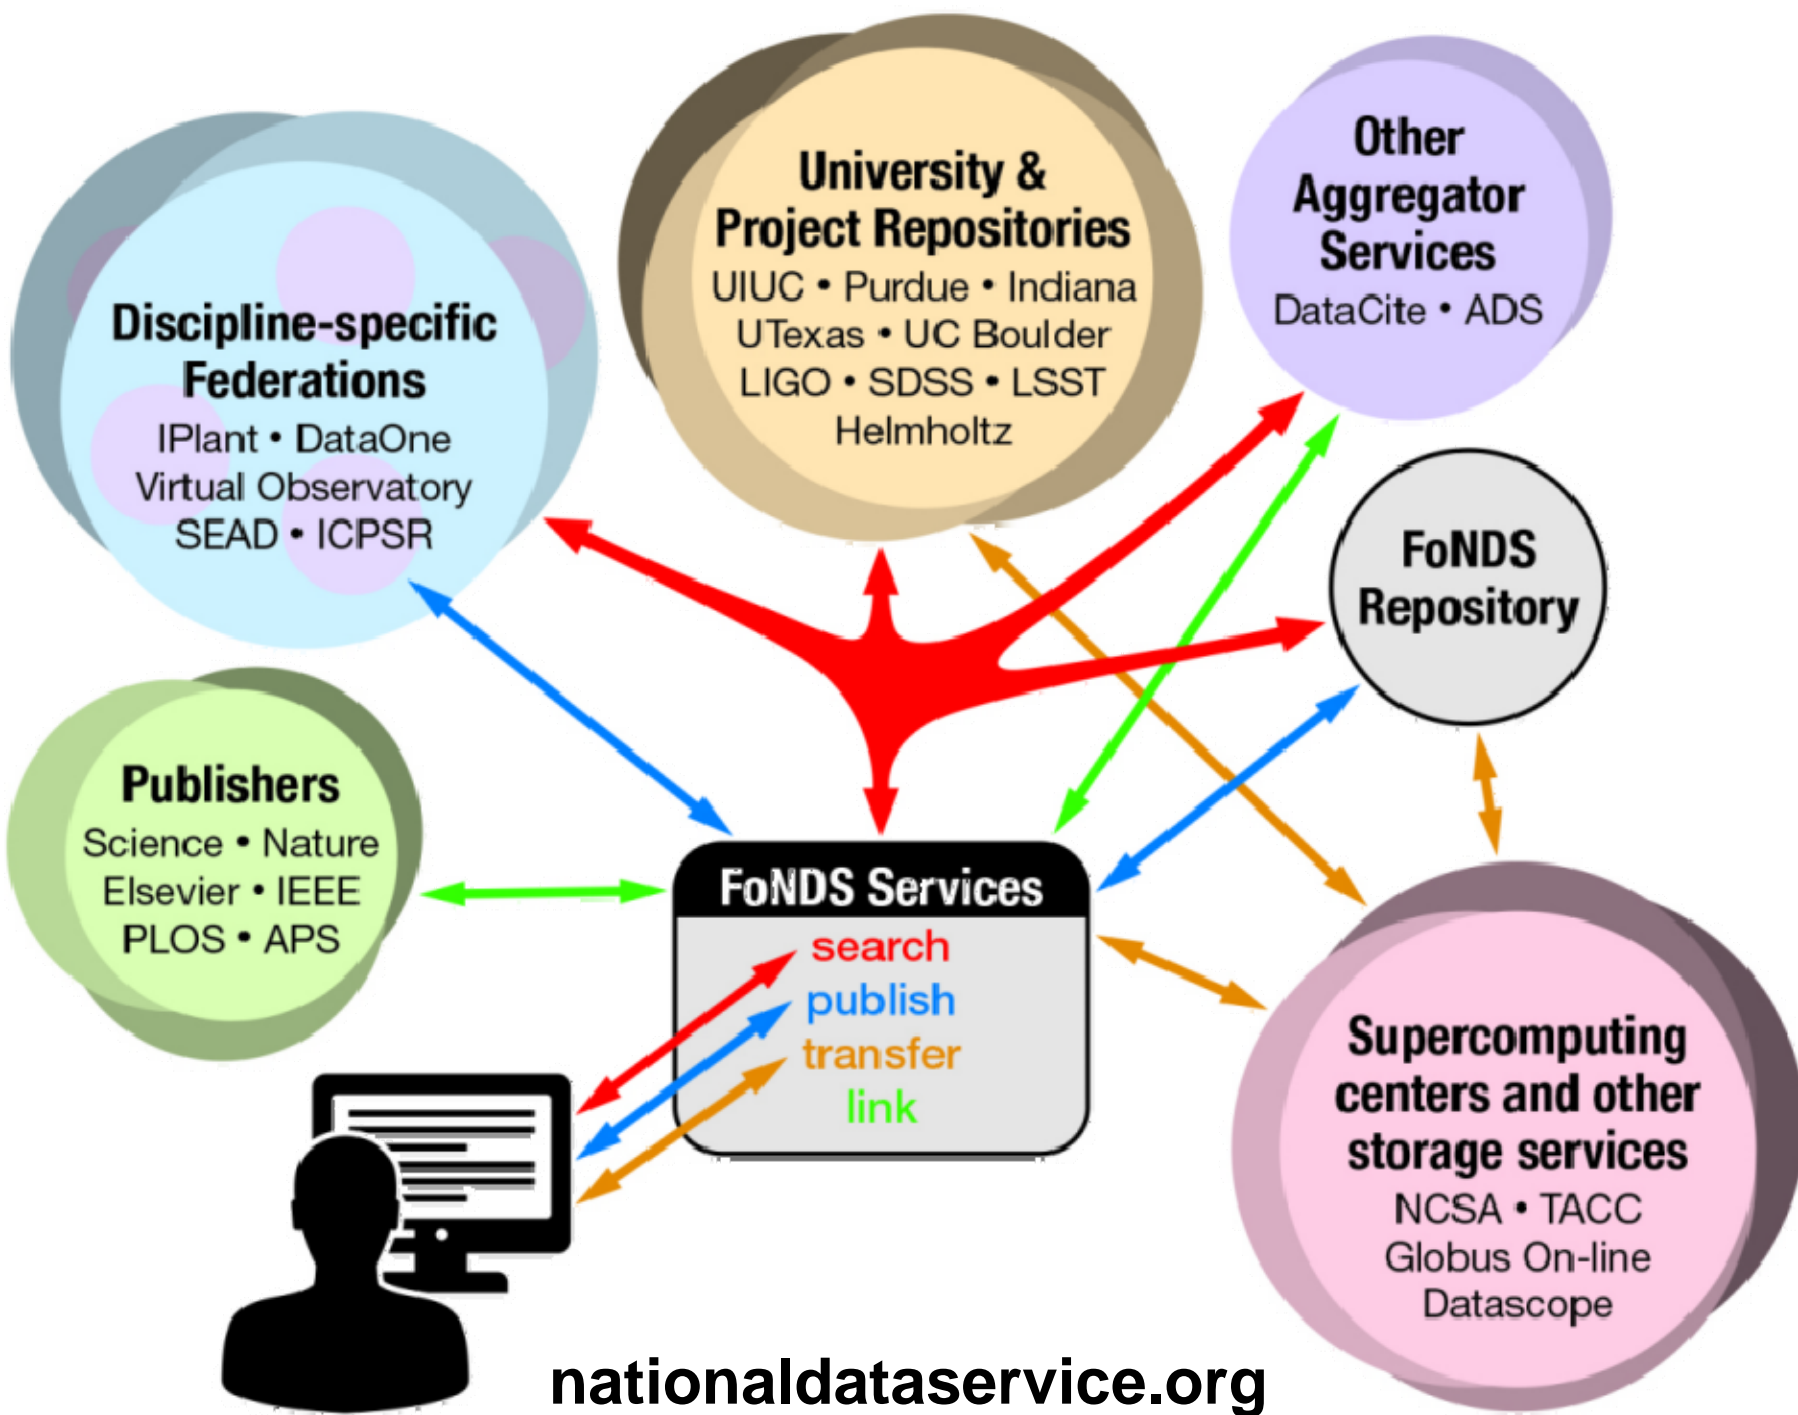 University &
Project Repositories
UIUC • Purdue • Indiana
UTexas • UC Boulder
LIGO • SDSS • LSST
Helmholtz
Other
Aggregator
Services
DataCite • ADS
Discipline-specific
Federations
IPlant • DataOne
Virtual Observatory
SEAD • ICPSR
FoNDS
Repository
Publishers
Science • Nature
Elsevier • IEEE
PLOS • APS
FoNDS Services
search
publish
transfer
link
Supercomputing
centers and other
storage services
NCSA • TACC
Globus On-line
Datascope
nationaldataservice.org